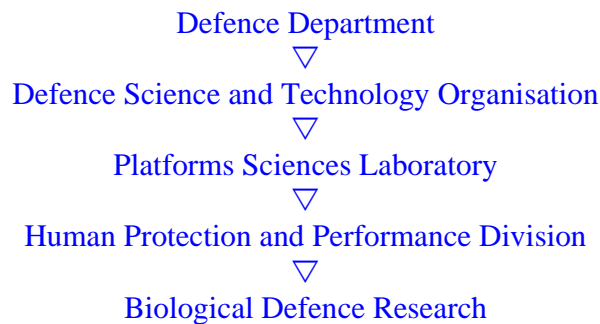 Defence Department
▽
Defence Science and Technology Organisation
▽
Platforms Sciences Laboratory
▽
Human Protection and Performance Division
▽
Biological Defence Research